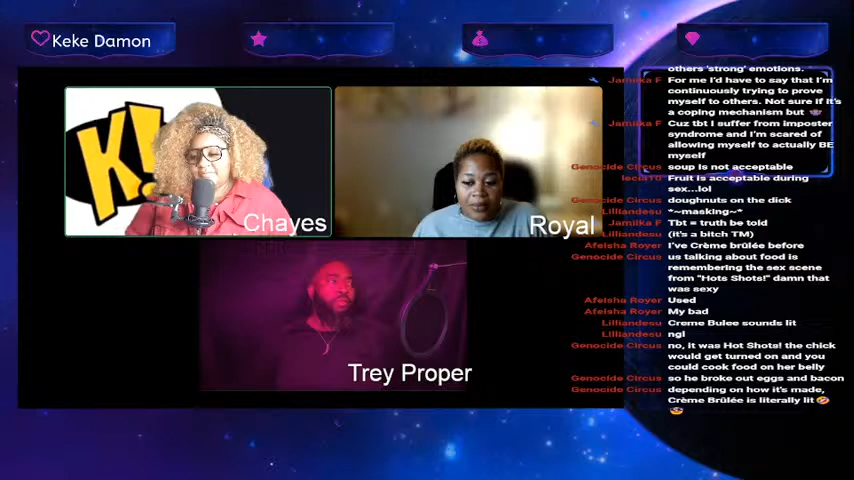 Keke Damon
K!
Chayes
Royal
Trey Proper
others 'strong' emotions.
Jamiika F For me I'd have to say that I'm
continuously trying to prove
myself to others. Not sure if it's
a coping mechanism but
Jamiika F Cuz tbt I suffer from imposter
syndrome and I'm scared of
allowing myself to actually BE
myself
Genocide Circus soup is not acceptable
Fruit is acceptable during
sex...lol
Genocide Circus doughnuts on the dick
Lilliandesu *~masking~*
Jamiika F Tbt = truth be told
Lilliandesu (it's a bitch TM)
Afeisha Royer I've Crème brûlée before
Genocide Circus us talking about food is
remembering the sex scene
from "Hots Shots!" damn that
was sexy
Afeisha Royer Used
Afeisha Royer My bad
Lilliandesu Creme Bulee sounds lit
Lilliandesu ngl
Genocide Circus no, it was Hot Shots! the chick
would get turned on and you
could cook food on her belly
Genocide Circus so he broke out eggs and bacon
Genocide Circus depending on how it's made,
Crème Brûlée is literally lit